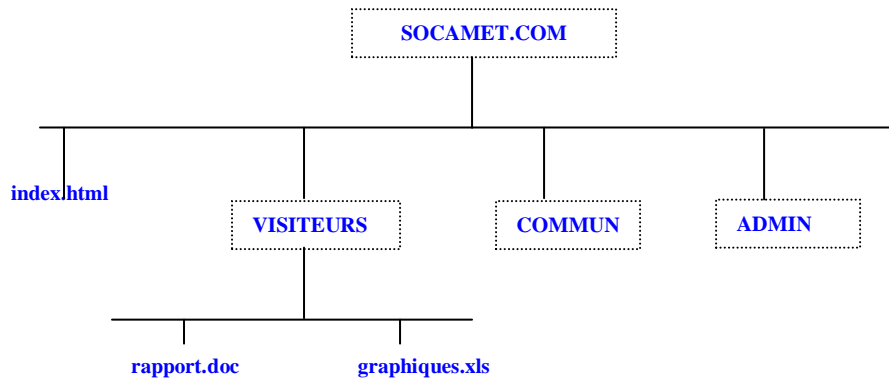 SOCAMET.COM
index.html
VISITEURS
COMMUN
ADMIN
rapport.doc
graphiques.xls